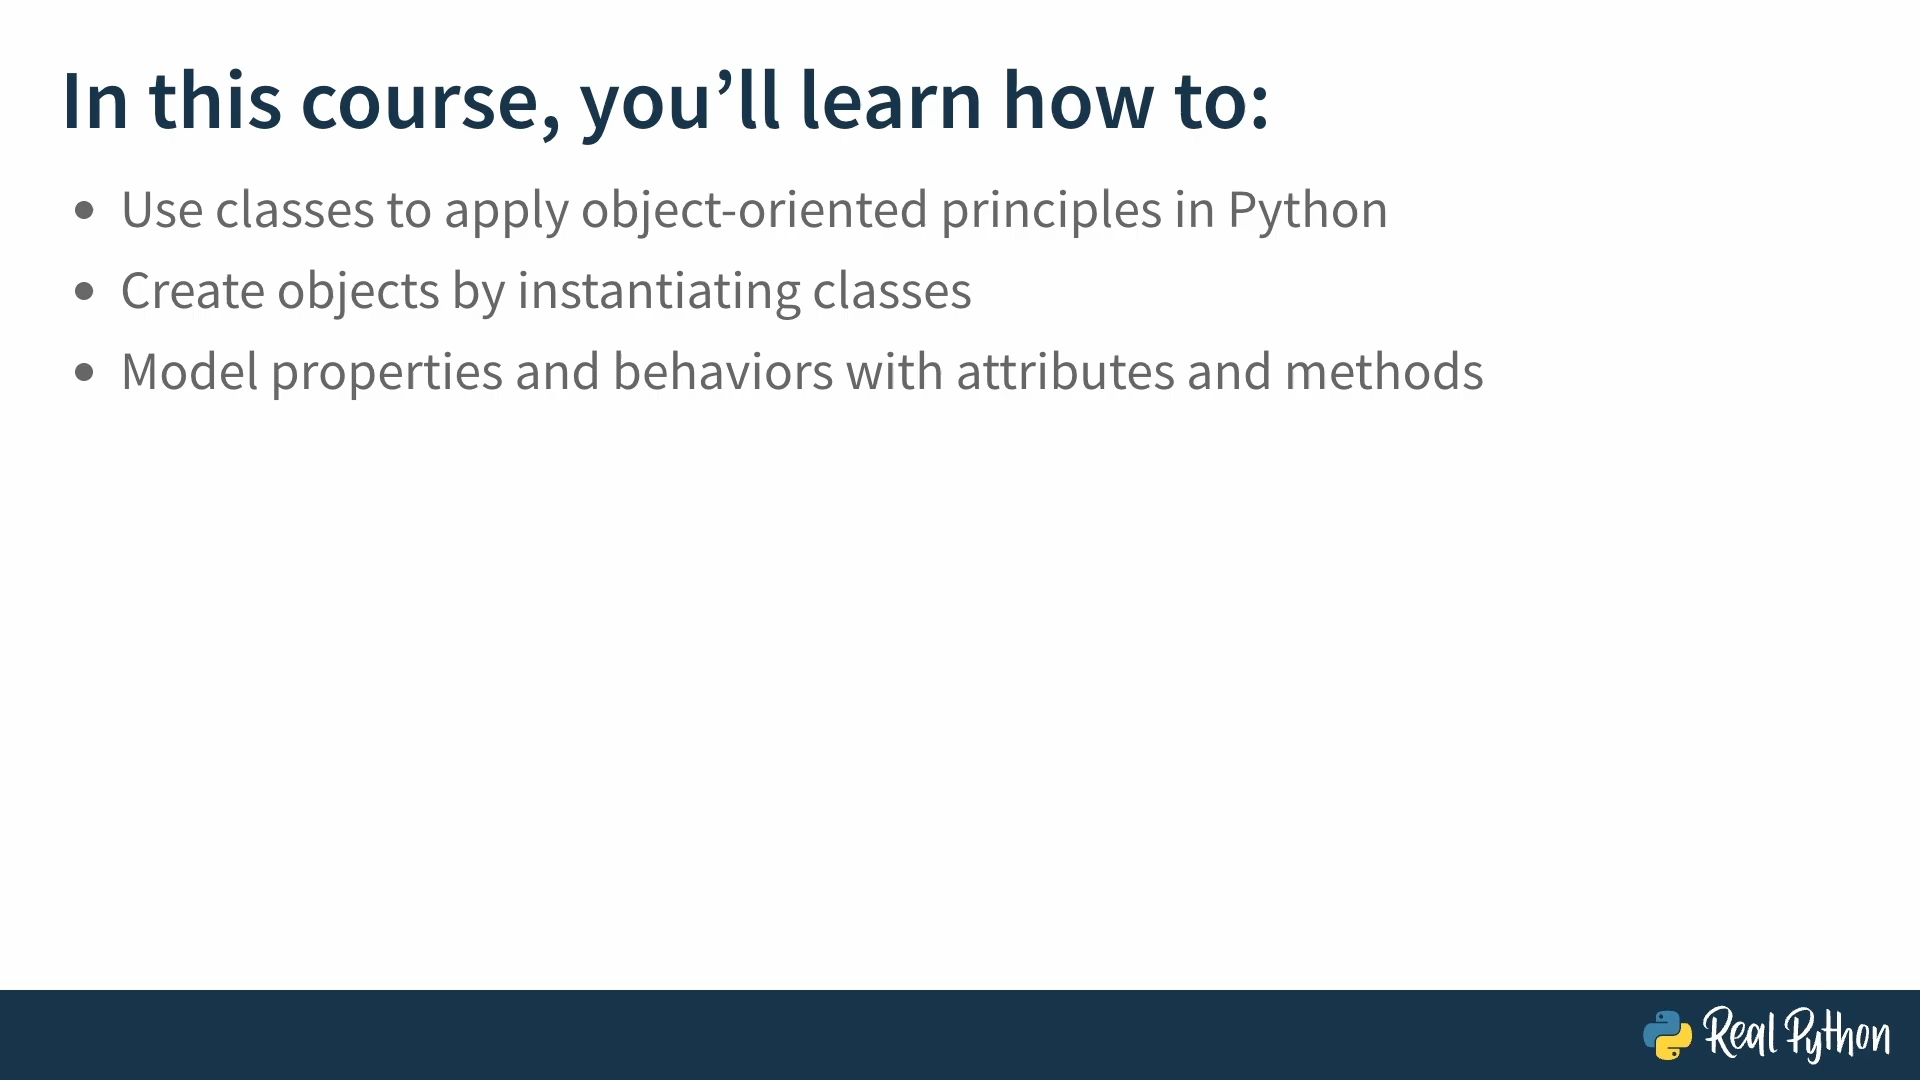 In this course, you’ll learn how to:
• Use classes to apply object-oriented principles in Python
• Create objects by instantiating classes
• Model properties and behaviors with attributes and methods
Real Python